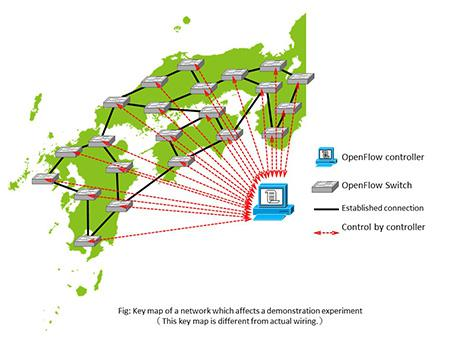 OpenFlow controller
OpenFlow Switch
Established connection
Control by controller
Fig: Key map of a network which affects a demonstration experiment
( This key map is different from actual wiring. )